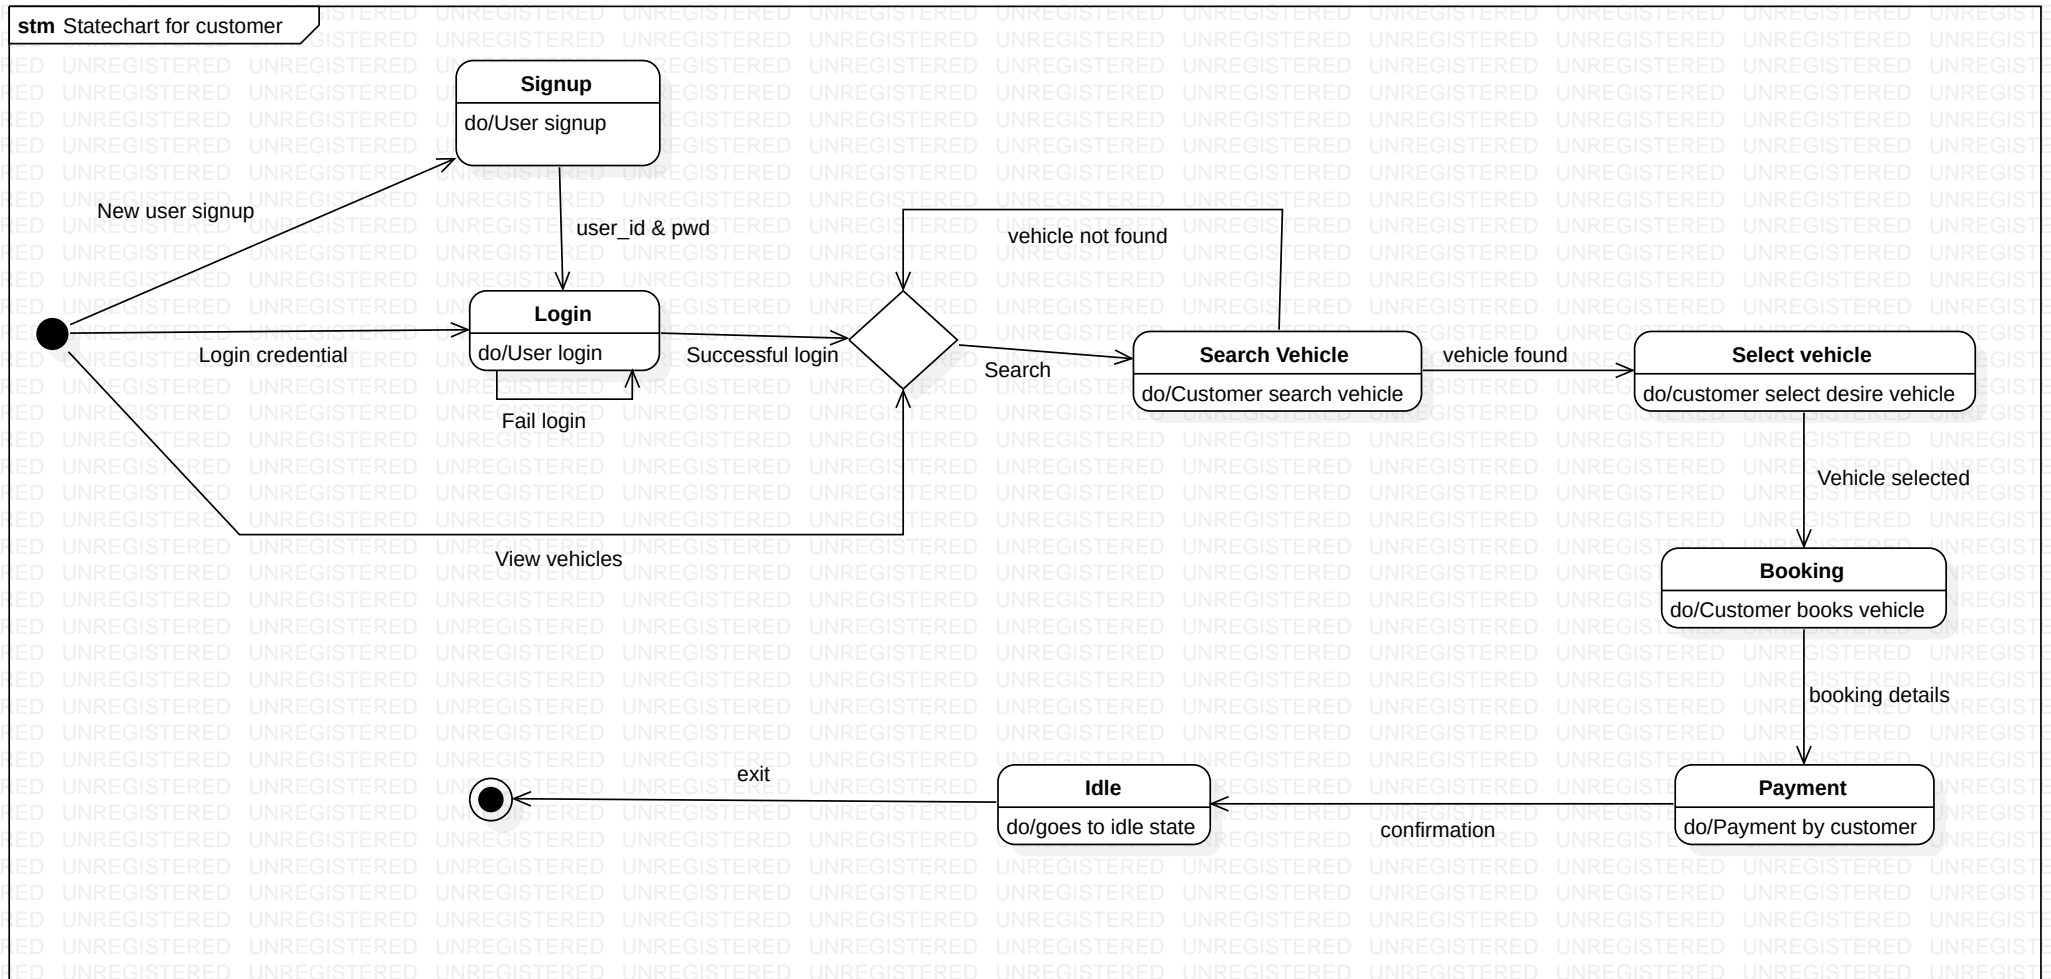 stm Statechart for customer
Signup
do/User signup
New user signup
user_id & pwd
vehicle not found
Login
do/User login
Login credential
Successful login
Fail login
Search
Search Vehicle
do/Customer search vehicle
vehicle found
Select vehicle
do/customer select desire vehicle
Vehicle selected
View vehicles
Booking
do/Customer books vehicle
booking details
Payment
do/Payment by customer
confirmation
Idle
do/goes to idle state
exit
UNREGISTERED